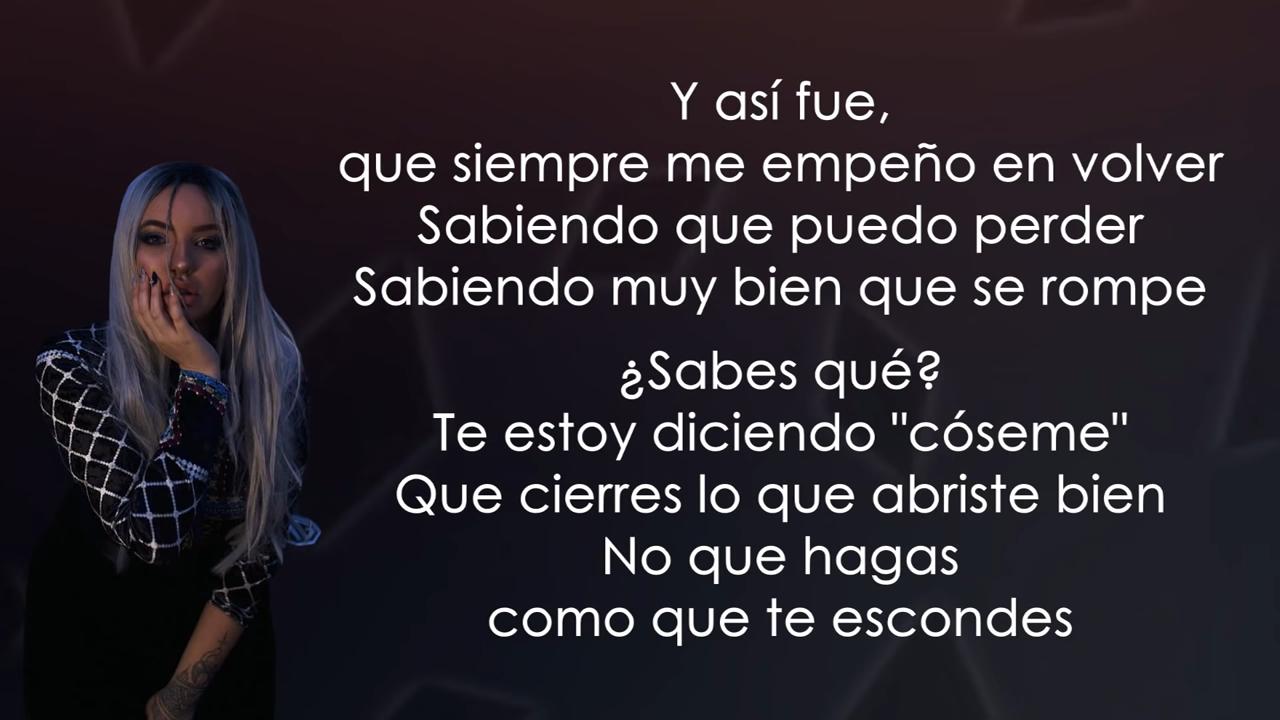 Y así fue,
que siempre me empeño en volver
Sabiendo que puedo perder
Sabiendo muy bien que se rompe
¿Sabes qué?
Te estoy diciendo "cóseme"
Que cierres lo que abriste bien
No que hagas
como que te escondes